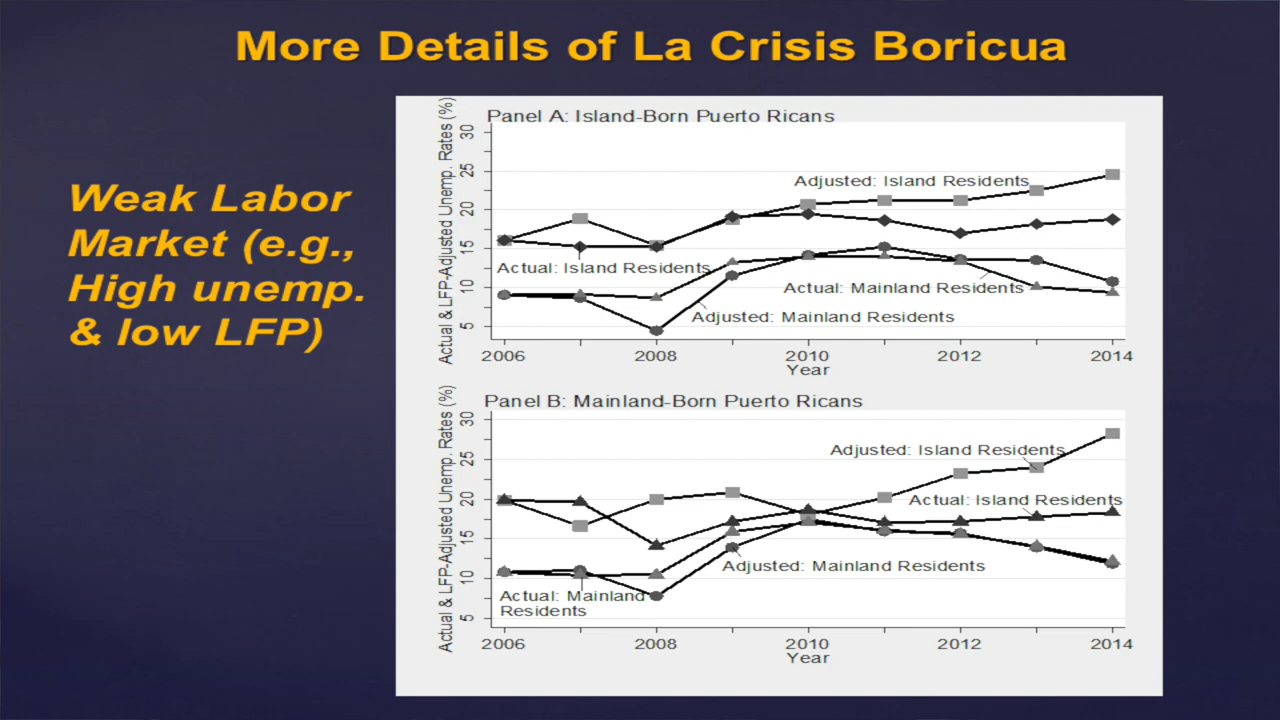 More Details of La Crisis Boricua
Weak Labor
Market (e.g.,
High unemp.
& low LFP)
Panel A: Island-Born Puerto Ricans
Actual & LFP-Adjusted Unemp. Rates (%)
30
25
20
15
10
5
Adjusted: Island Residents
Actual: Island Residents
Actual: Mainland Residents
Adjusted: Mainland Residents
2006 2008 2010 2012 2014
Year
Panel B: Mainland-Born Puerto Ricans
Actual & LFP-Adjusted Unemp. Rates (%)
30
25
20
15
10
5
Adjusted: Island Residents
Actual: Island Residents
Adjusted: Mainland Residents
Actual: Mainland
Residents
2006 2008 2010 2012 2014
Year